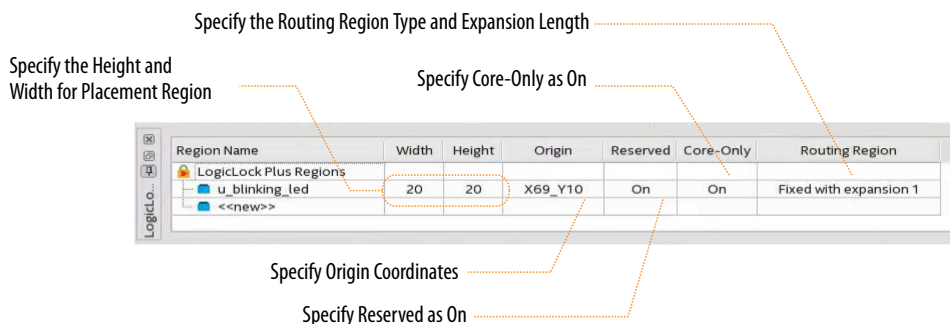 Specify the Routing Region Type and Expansion Length
Specify the Height and
Width for Placement Region
Specify Core-Only as On
Region Name Width Height Origin Reserved Core-Only Routing Region
LogicLock Plus Regions
u_blinking_led 20 20 X69_Y10 On On Fixed with expansion 1
<<new>>
LogicLo...
Specify Origin Coordinates
Specify Reserved as On